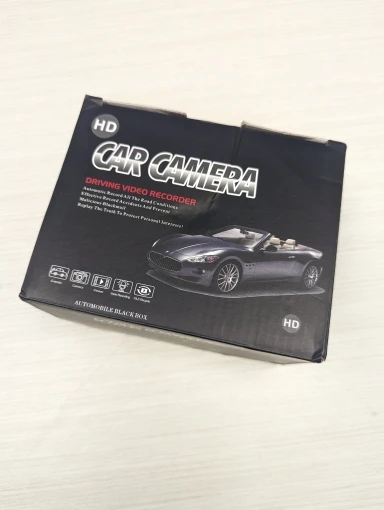 HD
CAR CAMERA
DRIVING VIDEO RECORDER
Automatic Record All The Road Conditions
Effective Record Accidents And Prevent
Malicious Blackmail
Replay The Truth To Protect Personal Interests!
AUTOMOBILE BLACK BOX
HD